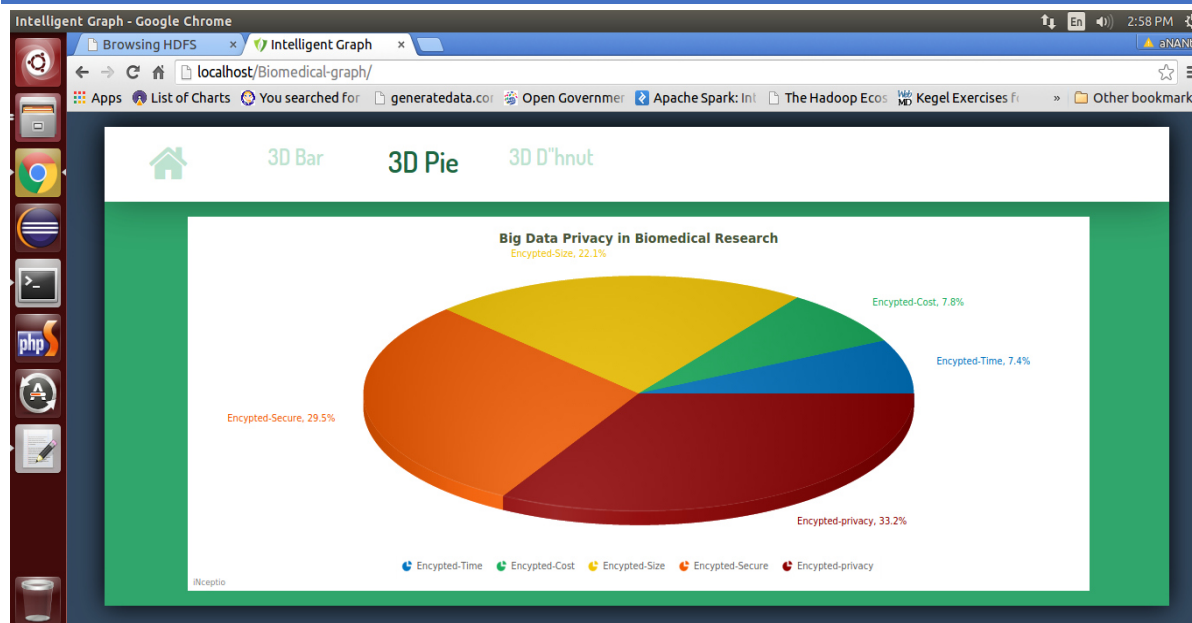 Intelligent Graph - Google Chrome En 2:58 PM
Browsing HDFS × Intelligent Graph ×
localhost/Biomedical-graph/
Apps List of Charts You searched for generatedata.co Open Governmer Apache Spark: Int The Hadoop Ecos Web MD Kegel Exercises f » Other bookmark
3D Bar 3D Pie 3D D"hnut
Big Data Privacy in Biomedical Research
Encypted-Size, 22.1%
Encypted-Cost, 7.8%
Encypted-Time, 7.4%
Encypted-Secure, 29.5%
Encypted-privacy, 33.2%
Encypted-Time Encypted-Cost Encypted-Size Encypted-Secure Encypted-privacy
iNceptio
php